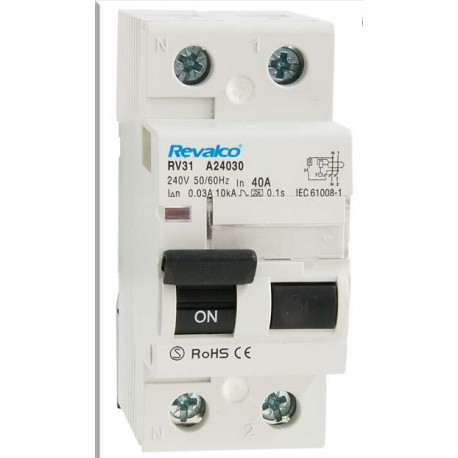 N 1
Revalco
RV31 A24030
240V 50/60Hz In 40A
I∆n 0.03A 10kA 0.1s IEC 61008-1
ON
S RoHS CE
N 2